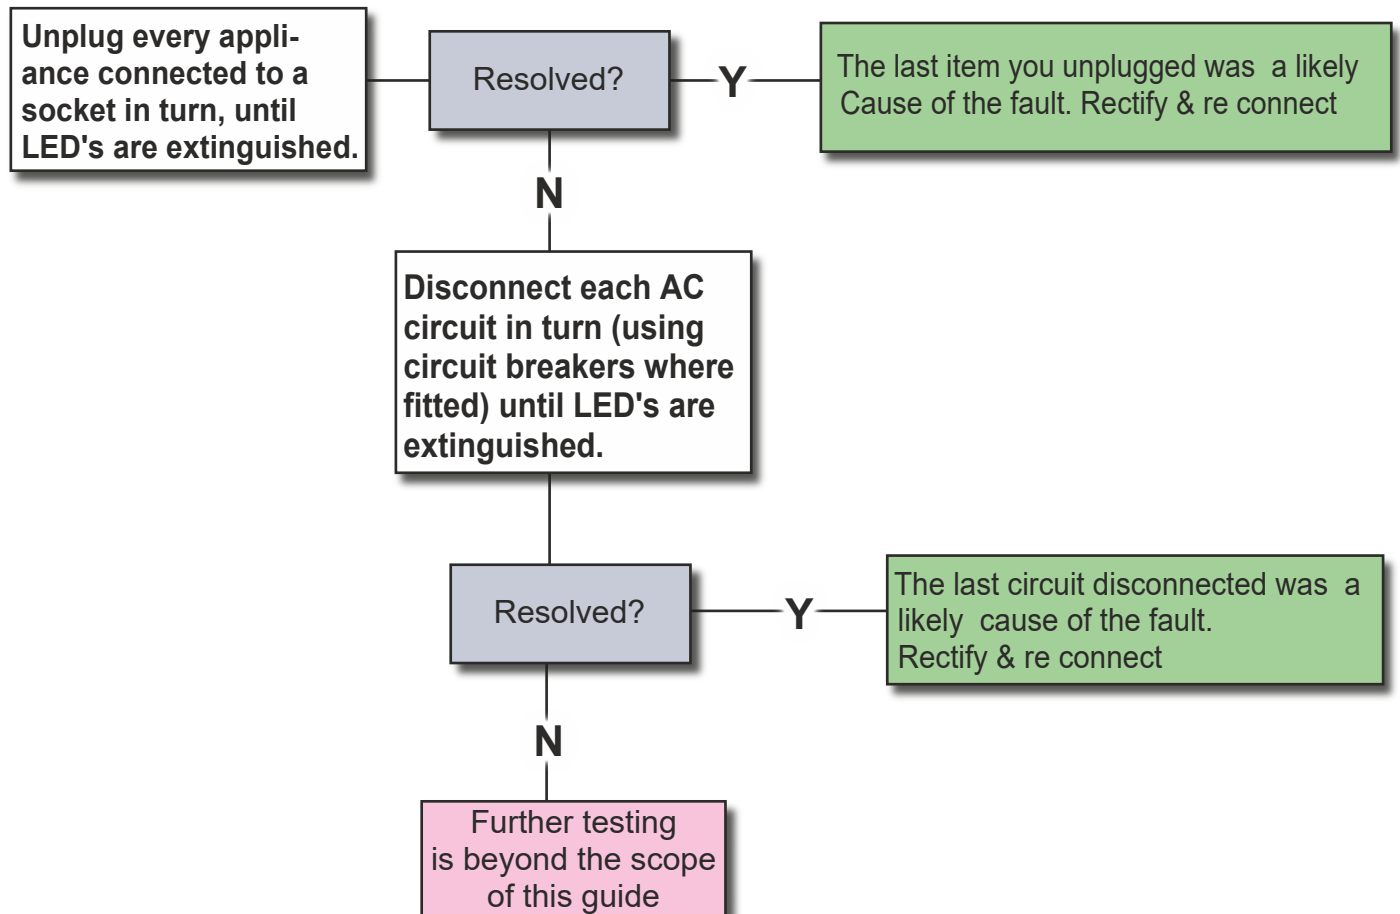 Unplug every appli-
ance connected to a
socket in turn, until
LED's are extinguished.
Resolved?
Y
The last item you unplugged was a likely
Cause of the fault. Rectify & re connect
N
Disconnect each AC
circuit in turn (using
circuit breakers where
fitted) until LED's are
extinguished.
Resolved?
Y
The last circuit disconnected was a
likely cause of the fault.
Rectify & re connect
N
Further testing
is beyond the scope
of this guide